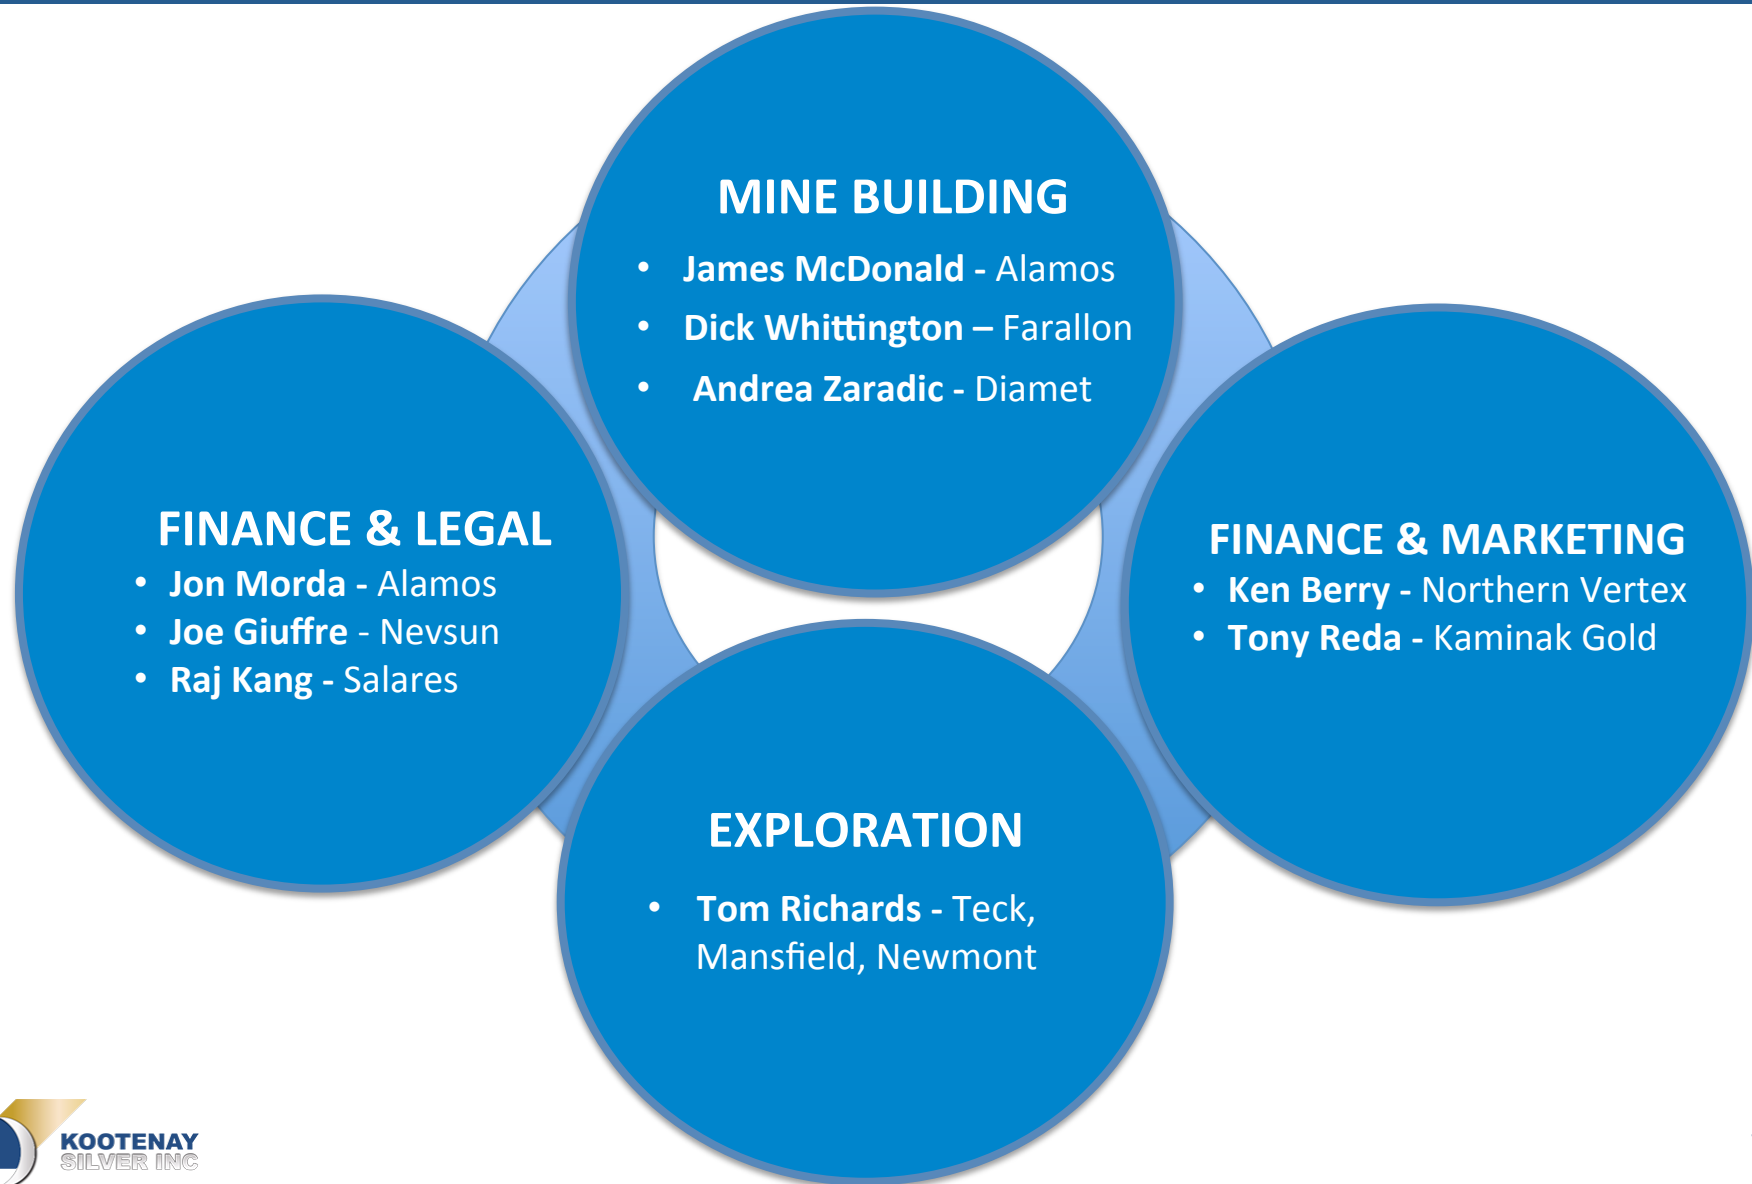 MINE BUILDING
• James McDonald - Alamos
• Dick Whittington – Farallon
• Andrea Zaradic - Diamet
FINANCE & LEGAL
• Jon Morda - Alamos
• Joe Giuffre - Nevsun
• Raj Kang - Salares
FINANCE & MARKETING
• Ken Berry - Northern Vertex
• Tony Reda - Kaminak Gold
EXPLORATION
• Tom Richards - Teck,
Mansfield, Newmont
KOOTENAY
SILVER INC